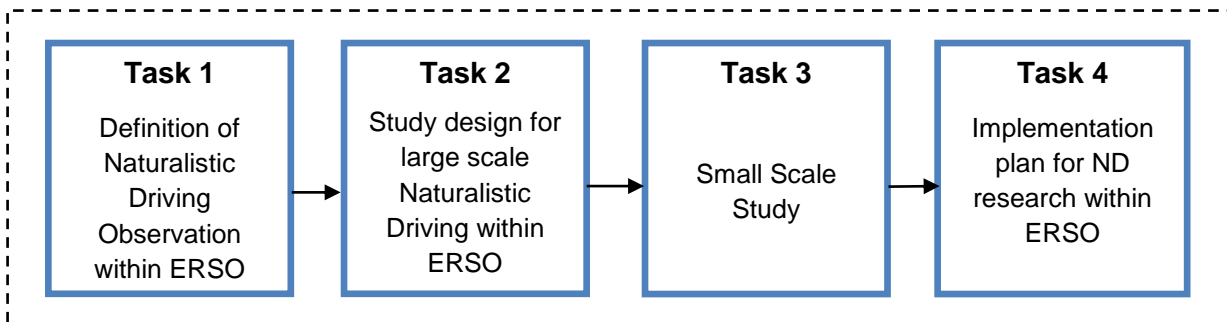 Task 1
Definition of
Naturalistic
Driving
Observation
within ERSO
Task 2
Study design for
large scale
Naturalistic
Driving within
ERSO
Task 3
Small Scale
Study
Task 4
Implementation
plan for ND
research within
ERSO